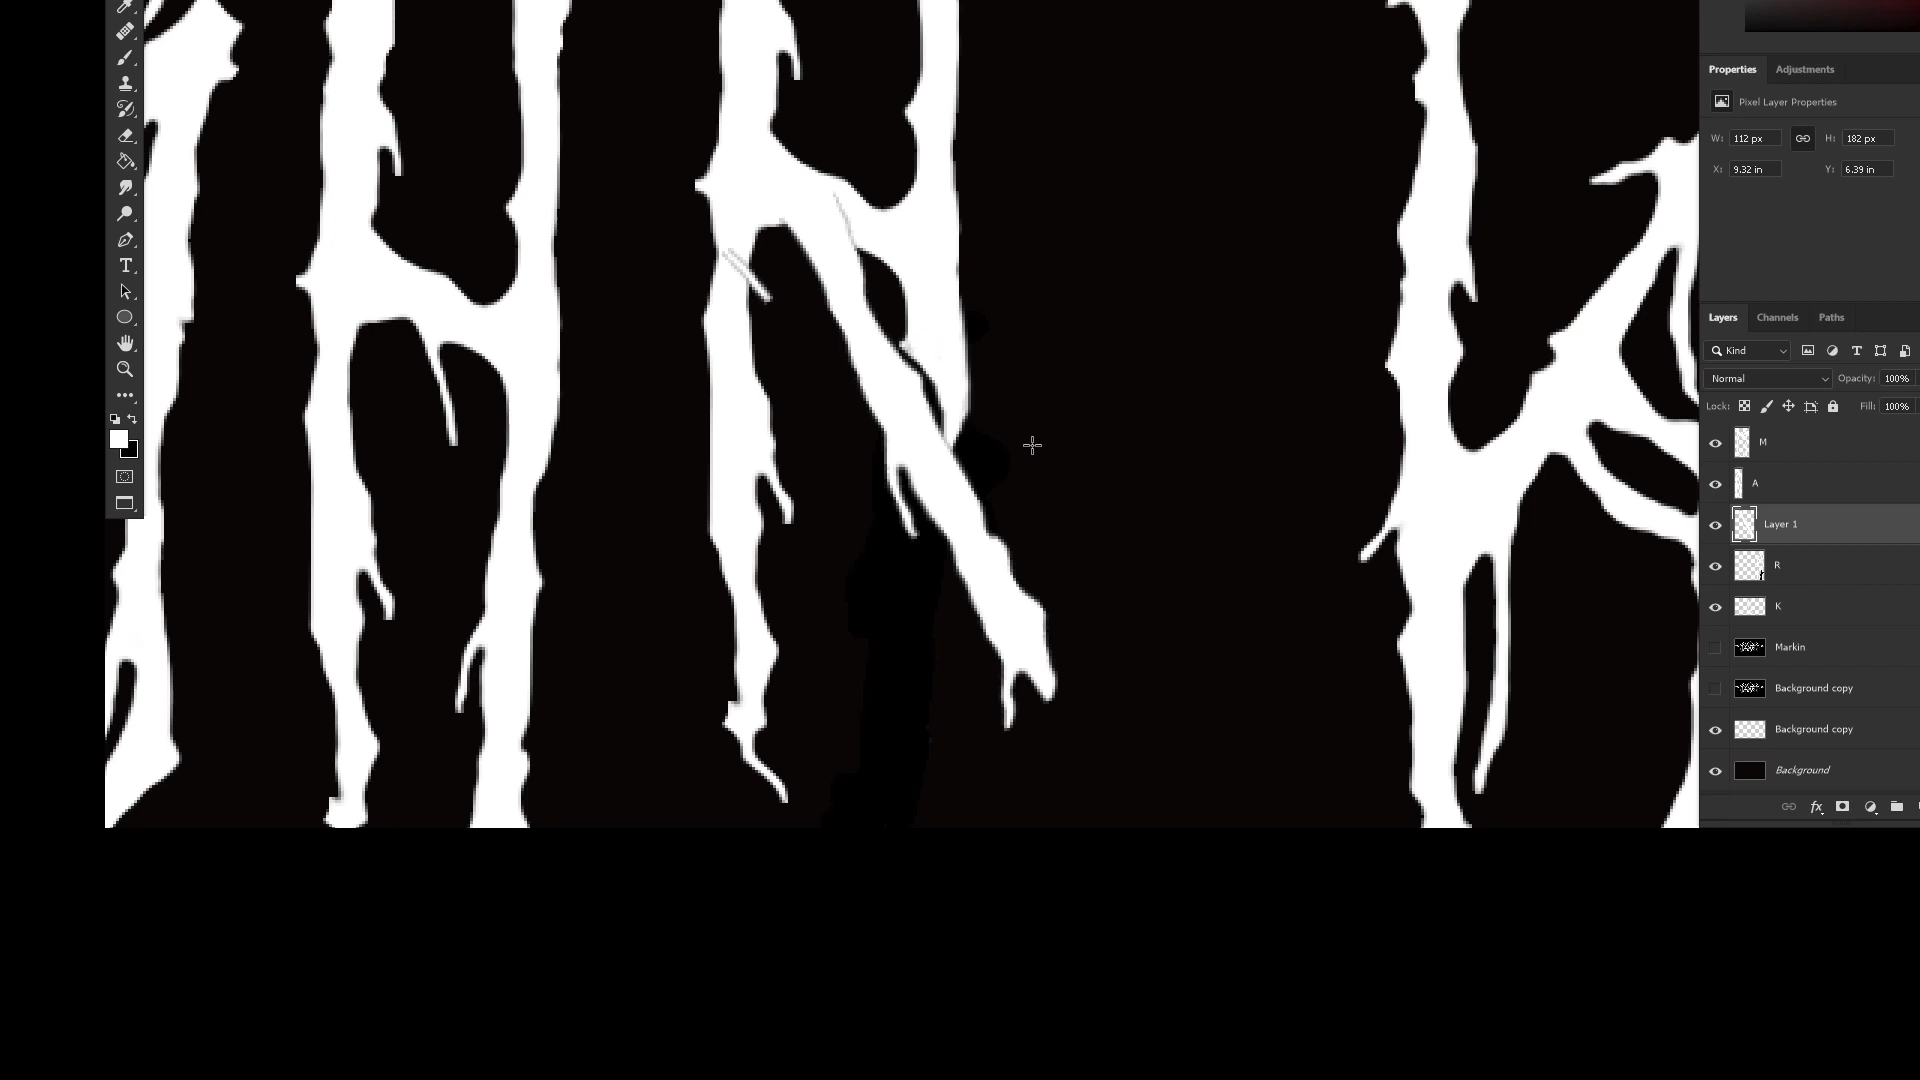 Properties Adjustments
Pixel Layer Properties
W: 112 px H: 182 px
X: 9.32 in Y: 6.39 in
Layers Channels Paths
Kind
Normal Opacity: 100%
Lock: Fill: 100%
M
A
Layer 1
R
K
Markin
Background copy
Background copy
Background
fx